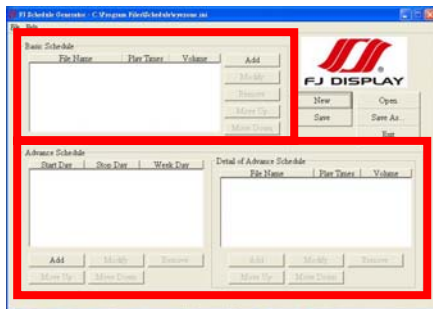 FJ Schedule Generator - C:\Program Files\Schedule\
File Help
Basic Schedule
File Name Play Times Volume
Add
Modify
Remove
Move Up
Move Down
FJ DISPLAY
New Open
Save Save As...
Exit
Advance Schedule
Start Day Stop Day Week Day
Add Modify Remove
Move Up Move Down
Detail of Advance Schedule
File Name Play Times Volume
Add Modify Remove
Move Up Move Down